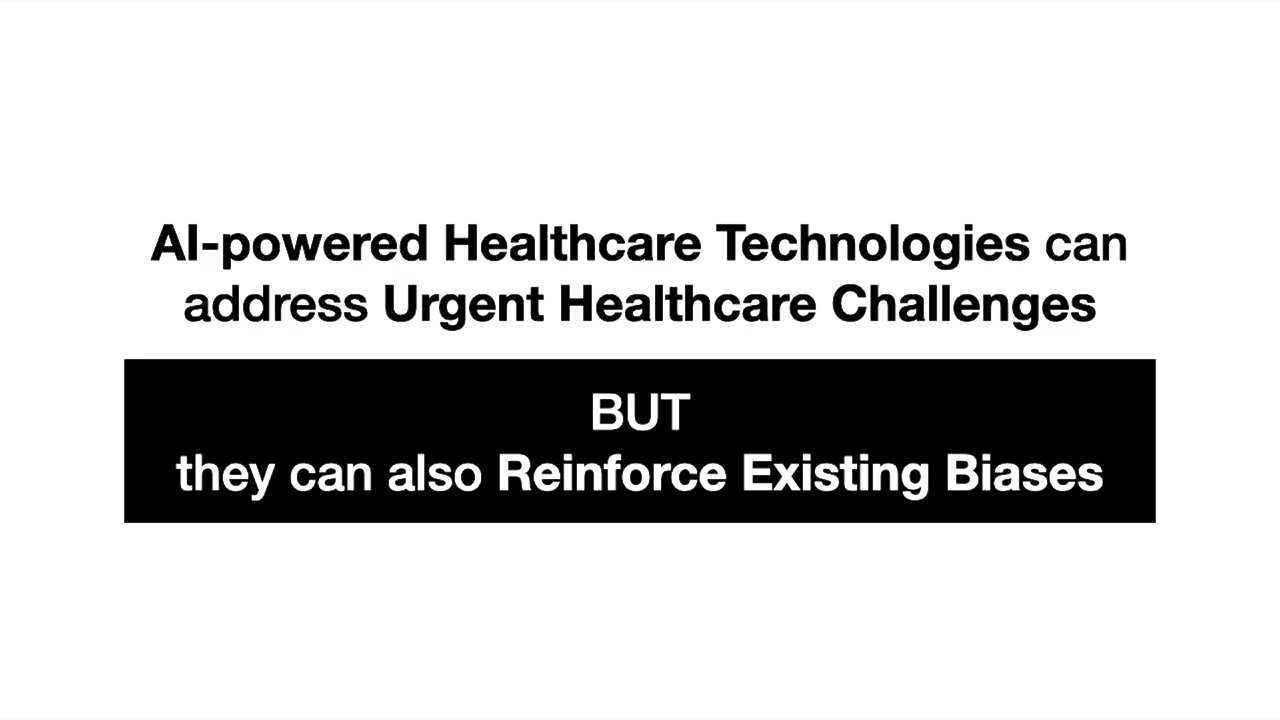 AI-powered Healthcare Technologies can
address Urgent Healthcare Challenges
BUT
they can also Reinforce Existing Biases